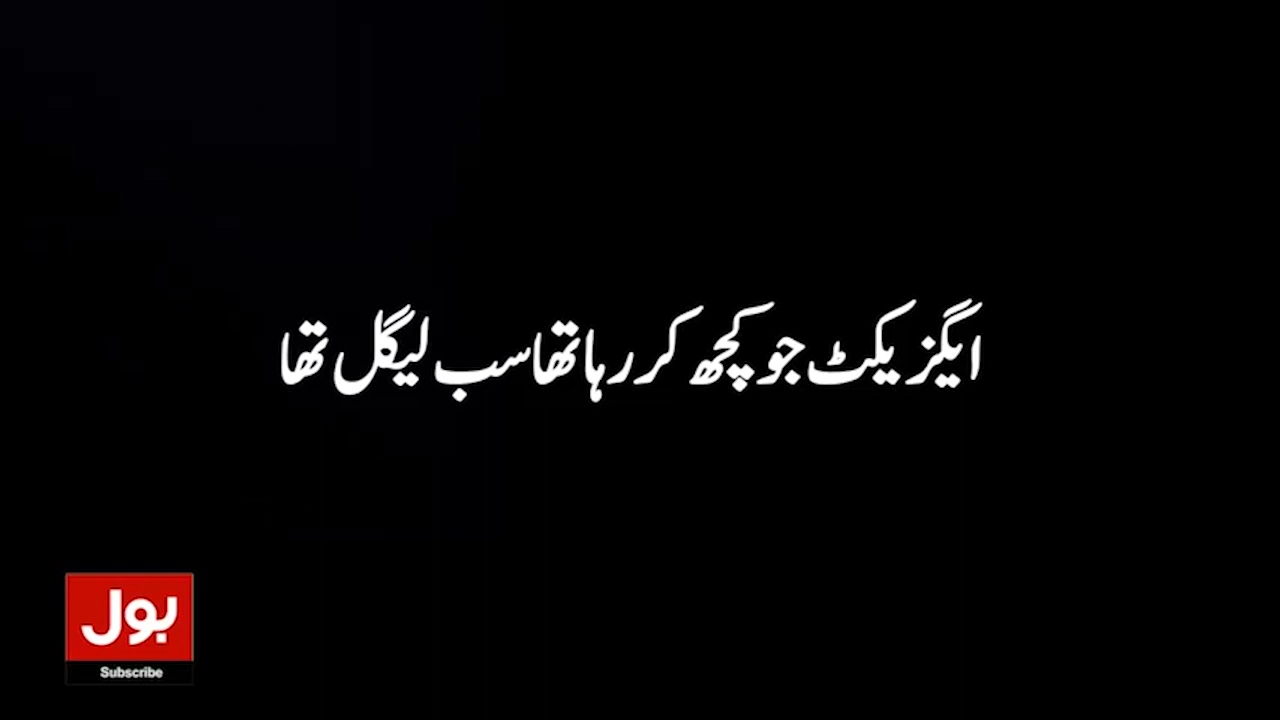 ایگزیکٹ جو کچھ کر رہا تھا سب لیگل تھا
بول
Subscribe